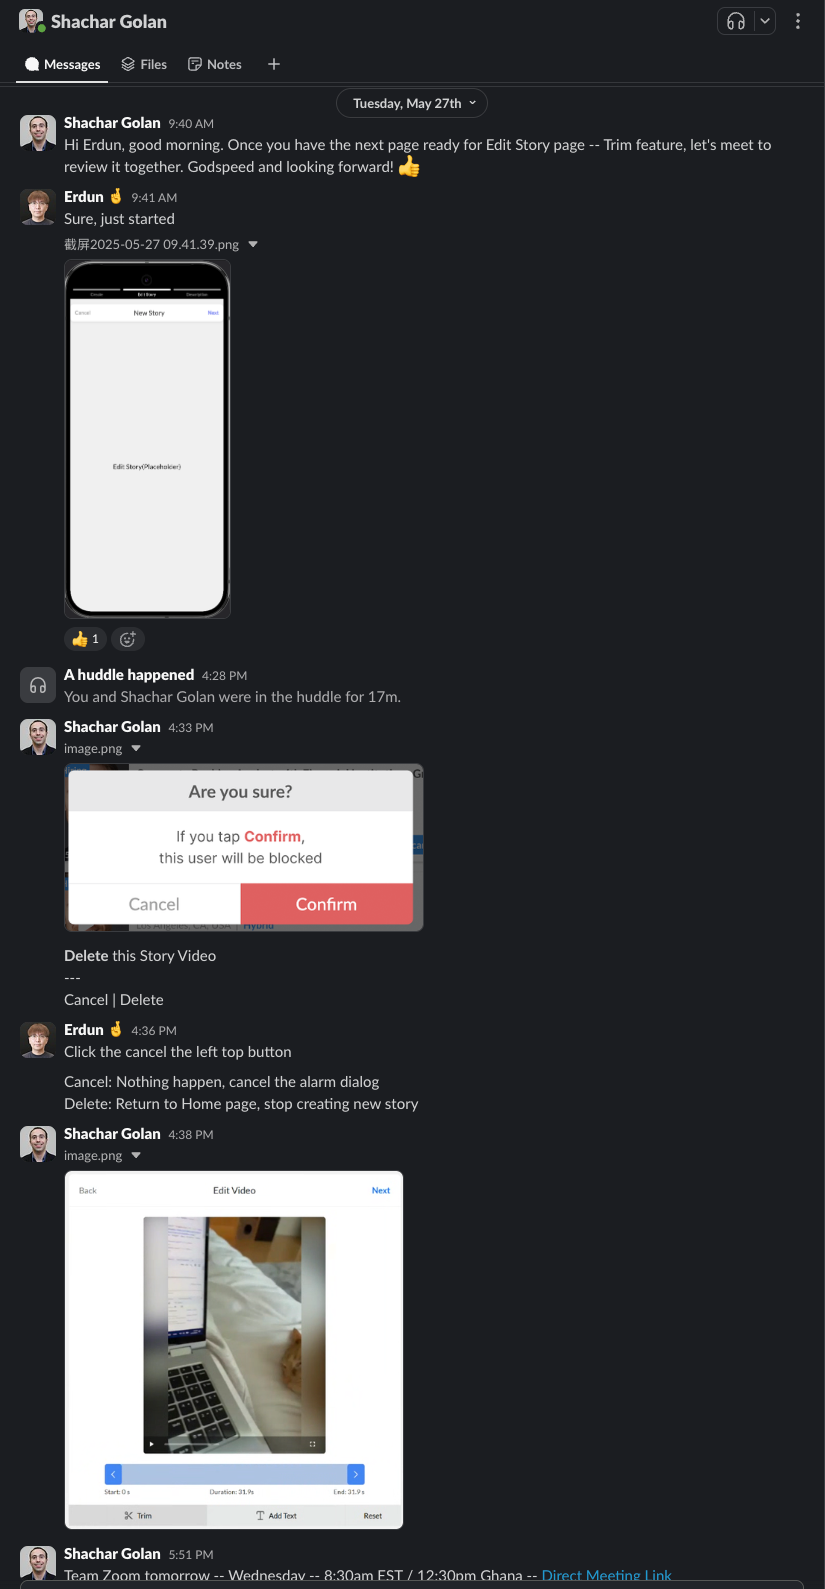 Shachar Golan
Messages
Files
Notes
Tuesday, May 27th
Shachar Golan 9:40 AM
Hi Erdun, good morning. Once you have the next page ready for Edit Story page -- Trim feature, let's meet to
review it together. Godspeed and looking forward! 👍
Erdun 🤞 9:41 AM
Sure, just started
截屏2025-05-27 09.41.39.png
Create Edit Story Description
Cancel New Story Next
Edit Story(Placeholder)
👍 1
A huddle happened 4:28 PM
You and Shachar Golan were in the huddle for 17m.
Shachar Golan 4:33 PM
image.png
Are you sure?
If you tap Confirm,
this user will be blocked
Cancel Confirm
Los Angeles, CA, USA Hybrid
Delete this Story Video
---
Cancel | Delete
Erdun 🤞 4:36 PM
Click the cancel the left top button
Cancel: Nothing happen, cancel the alarm dialog
Delete: Return to Home page, stop creating new story
Shachar Golan 4:38 PM
image.png
Back Edit Video Next
Start: 0 s Duration: 31.9s End: 31.9 s
Trim Add Text Reset
Shachar Golan 5:51 PM
Team Zoom tomorrow -- Wednesday -- 8:30am EST / 12:30pm Ghana -- Direct Meeting Link